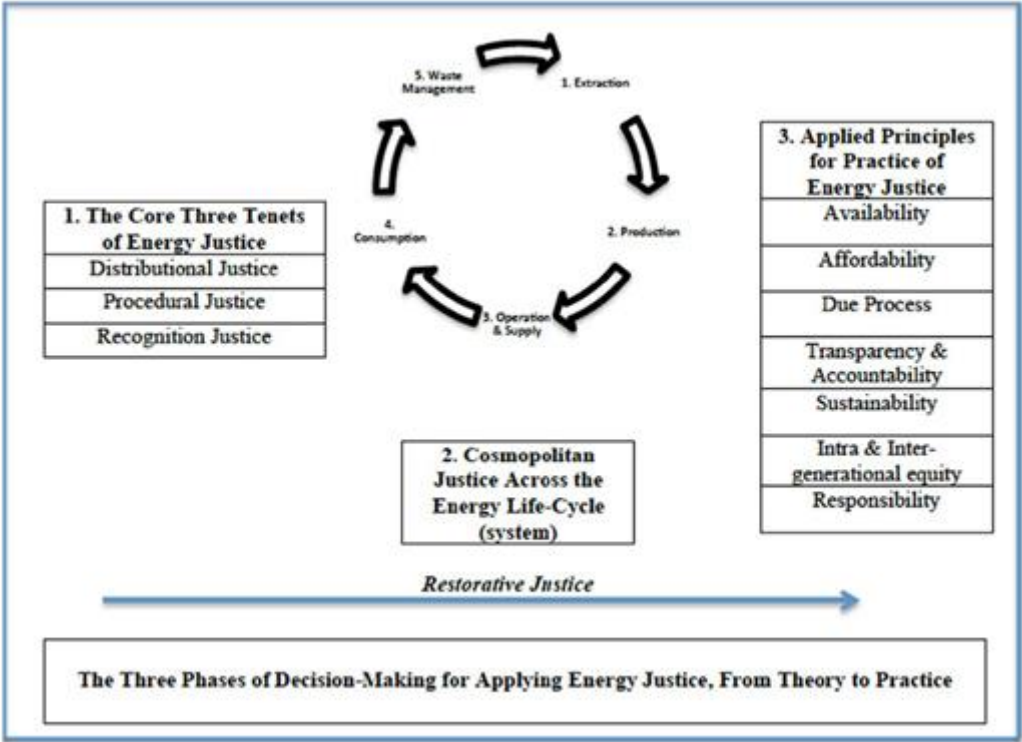 5. Waste
Management
1. Extraction
2. Production
3. Operation
& Supply
4.
Consumption
1. The Core Three Tenets
of Energy Justice
Distributional Justice
Procedural Justice
Recognition Justice
2. Cosmopolitan
Justice Across the
Energy Life-Cycle
(system)
3. Applied Principles
for Practice of
Energy Justice
Availability
Affordability
Due Process
Transparency &
Accountability
Sustainability
Intra & Inter-
generational equity
Responsibility
Restorative Justice
The Three Phases of Decision-Making for Applying Energy Justice, From Theory to Practice